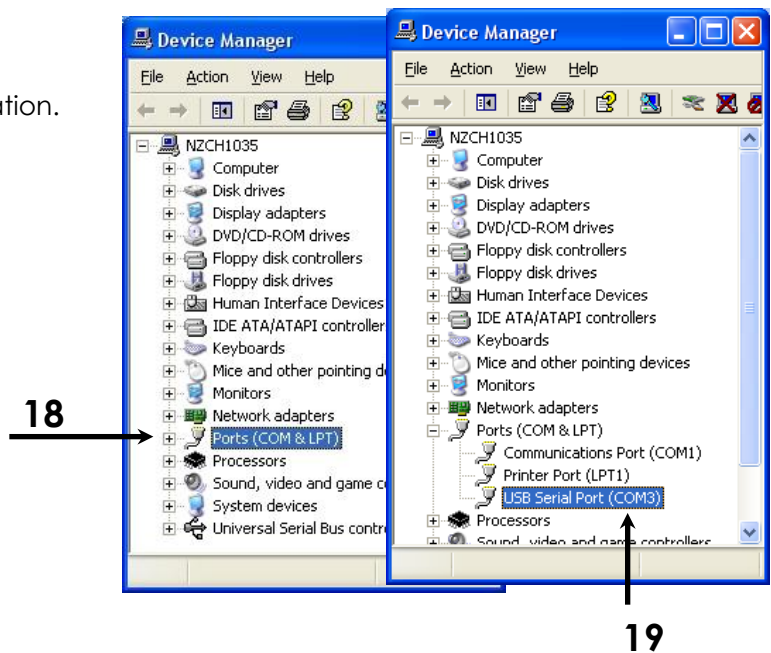 ation.
18
Device Manager
File Action View Help
NZCH1035
Computer
Disk drives
Display adapters
DVD/CD-ROM drives
Floppy disk controllers
Floppy disk drives
Human Interface Devices
IDE ATA/ATAPI controller
Keyboards
Mice and other pointing de
Monitors
Network adapters
Ports (COM & LPT)
Processors
Sound, video and game co
System devices
Universal Serial Bus contr
Device Manager
File Action View Help
NZCH1035
Computer
Disk drives
Display adapters
DVD/CD-ROM drives
Floppy disk controllers
Floppy disk drives
Human Interface Devices
IDE ATA/ATAPI controllers
Keyboards
Mice and other pointing devices
Monitors
Network adapters
Ports (COM & LPT)
Communications Port (COM1)
Printer Port (LPT1)
USB Serial Port (COM3)
Processors
Sound, video and game controllers
19